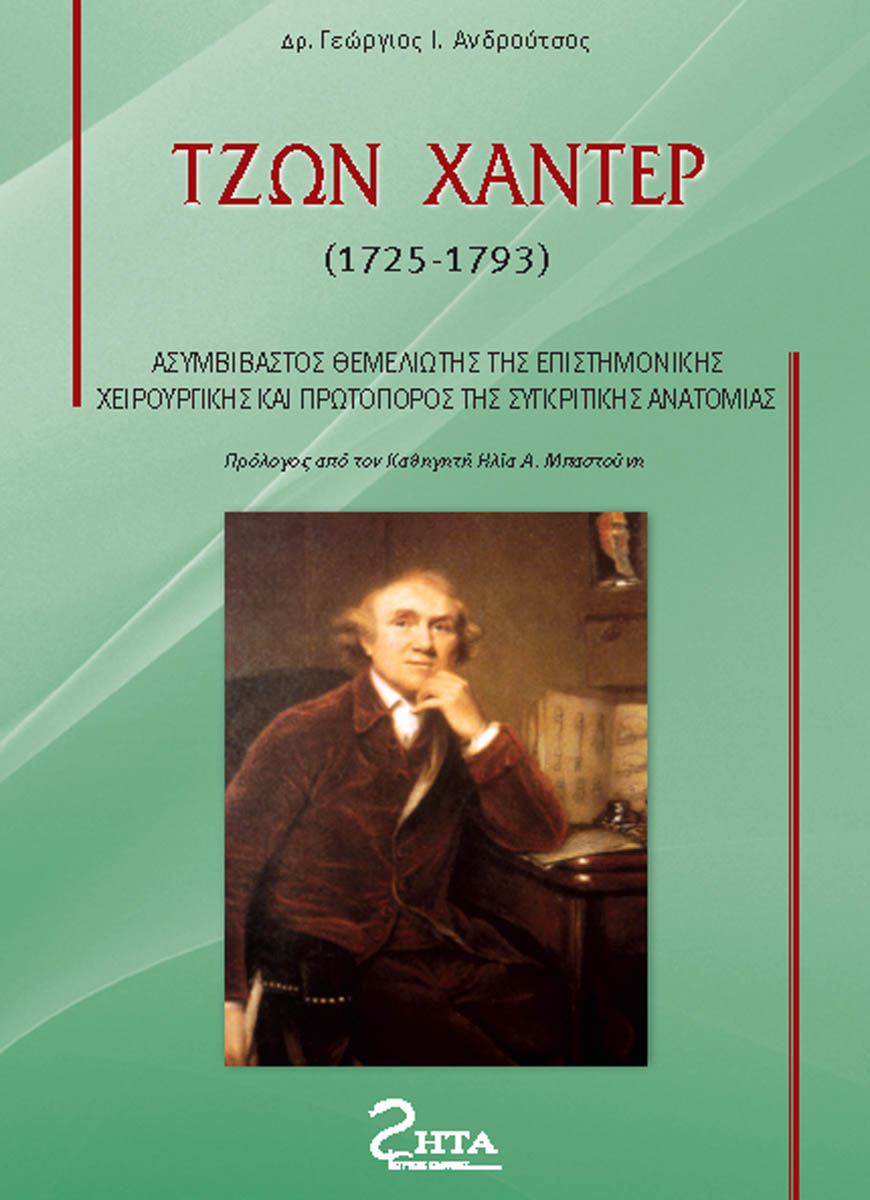 Δρ. Γεώργιος Ι. Ανδρούτσος
ΤΖΩΝ ΧΑΝΤΕΡ
(1725-1793)
ΑΣΥΜΒΙΒΑΣΤΟΣ ΘΕΜΕΛΙΩΤΗΣ ΤΗΣ ΕΠΙΣΤΗΜΟΝΙΚΗΣ
ΧΕΙΡΟΥΡΓΙΚΗΣ ΚΑΙ ΠΡΩΤΟΠΟΡΟΣ ΤΗΣ ΣΥΓΚΡΙΤΙΚΗΣ ΑΝΑΤΟΜΙΑΣ
Πρόλογος από τον Καθηγητή Ηλία Α. Μπαστούνη
ΖΗΤΑ